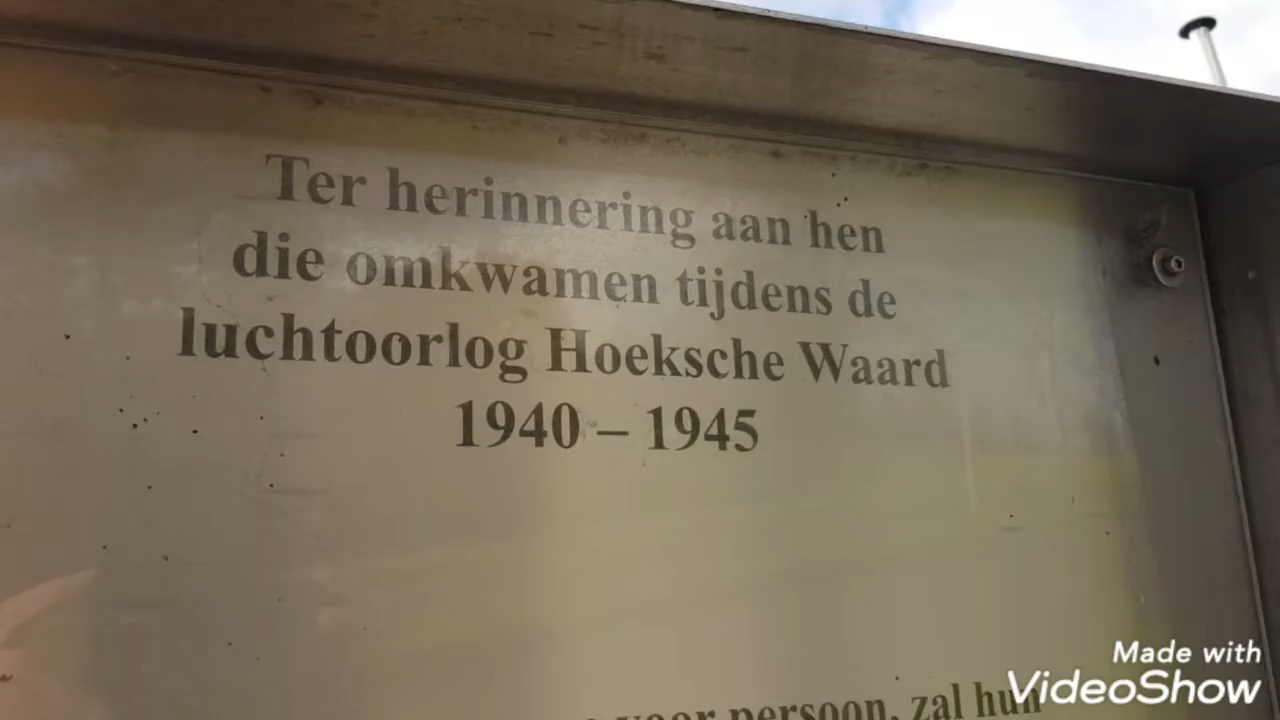 Ter herinnering aan hen
die omkwamen tijdens de
luchtoorlog Hoeksche Waard
1940 – 1945
voor persoon, zal hun
Made with
VideoShow